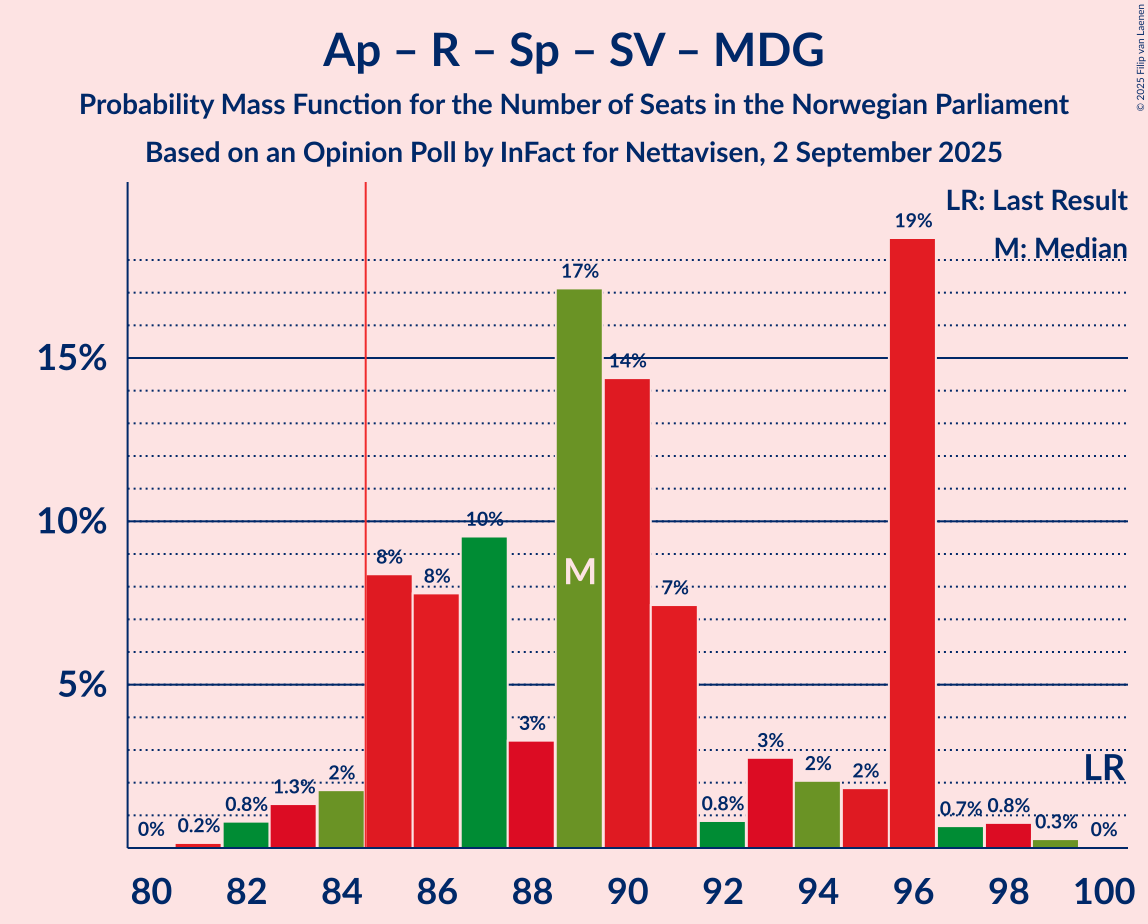 Ap – R – Sp – SV – MDG
Probability Mass Function for the Number of Seats in the Norwegian Parliament
Based on an Opinion Poll by InFact for Nettavisen, 2 September 2025
© 2025 Filip van Laenen
LR: Last Result
M: Median
15%
10%
5%
0%
0.2%
0.8%
1.3%
2%
8%
8%
10%
3%
17%
14%
7%
0.8%
3%
2%
2%
19%
0.7%
0.8%
0.3%
0%
M
LR
80 82 84 86 88 90 92 94 96 98 100